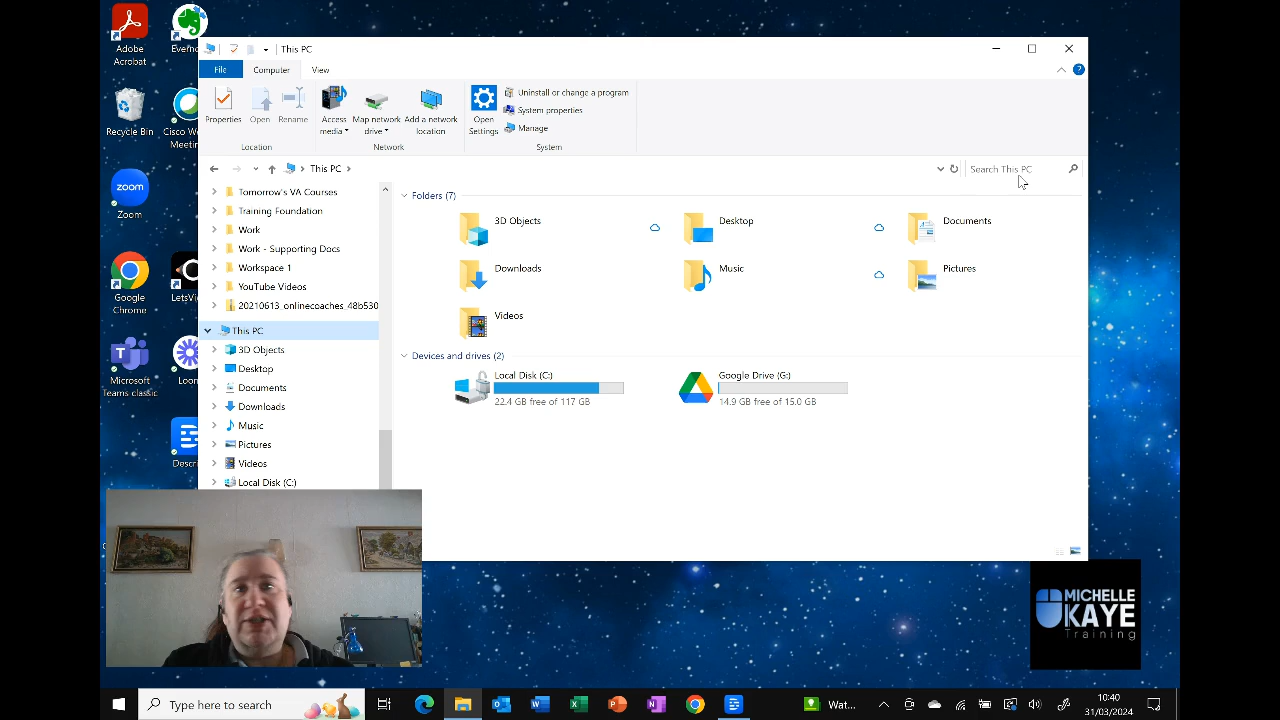 Adobe
Acrobat
Recycle Bin
Cisco We
Meetin
Zoom
Google
Chrome
LetsVi
Microsoft
Teams classic
Loon
Descri
This PC
File
Computer
View
Properties
Open
Rename
Location
Access
media
Map network
drive
Add a network
location
Network
Open
Settings
Uninstall or change a program
System properties
Manage
System
This PC
Search This PC
Tomorrow's VA Courses
Training Foundation
Work
Work - Supporting Docs
Workspace 1
YouTube Videos
20210613_onlinecoaches_48b530
This PC
3D Objects
Desktop
Documents
Downloads
Music
Pictures
Videos
Local Disk (C:)
Folders (7)
3D Objects
Desktop
Documents
Downloads
Music
Pictures
Videos
Devices and drives (2)
Local Disk (C:)
22.4 GB free of 117 GB
Google Drive (G:)
14.9 GB free of 15.0 GB
MICHELLE
KAYE
Training
Type here to search
Wat...
10:40
31/03/2024